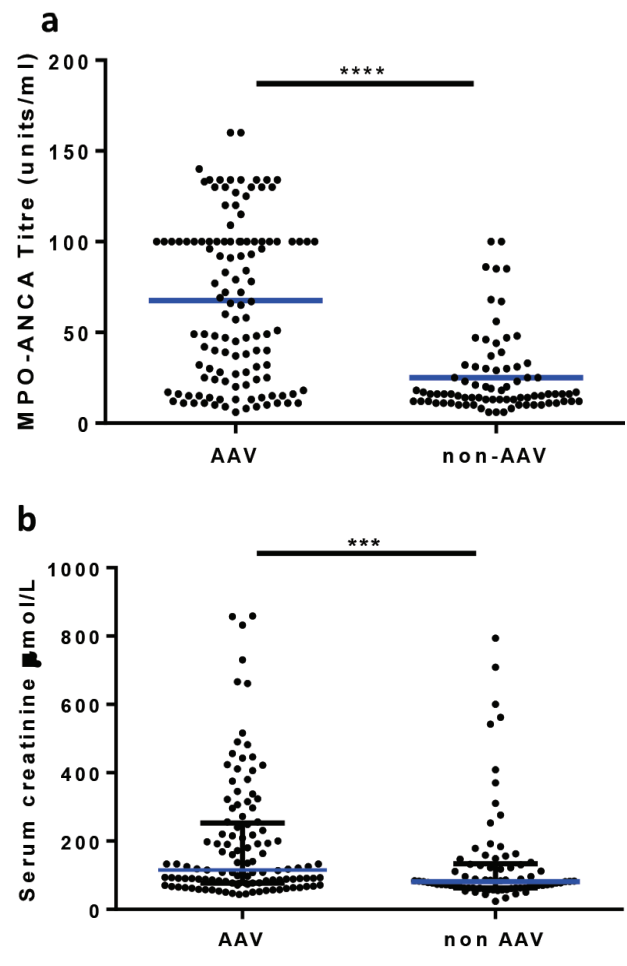 a
MPO-ANCA Titre (units/ml)
200
150
100
50
0
****
AAV
non-AAV
b
Serum creatinine µmol/L
1000
800
600
400
200
0
***
AAV
non AAV